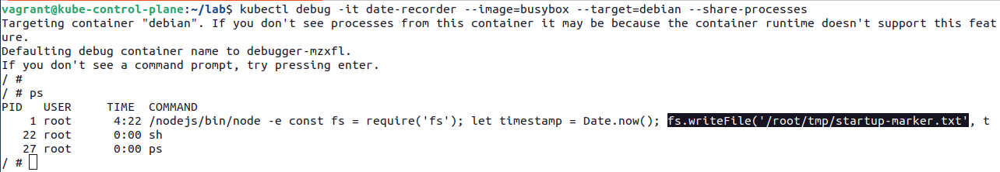 vagrant@kube-control-plane:~/lab$ kubectl debug -it date-recorder --image=busybox --target=debian --share-processes
Targeting container "debian". If you don't see processes from this container it may be because the container runtime doesn't support this feat
ure.
Defaulting debug container name to debugger-mzxfl.
If you don't see a command prompt, try pressing enter.
/ #
/ # ps
PID   USER     TIME  COMMAND
    1 root      4:22 /nodejs/bin/node -e const fs = require('fs'); let timestamp = Date.now(); fs.writeFile('/root/tmp/startup-marker.txt', t
   22 root      0:00 sh
   27 root      0:00 ps
/ #